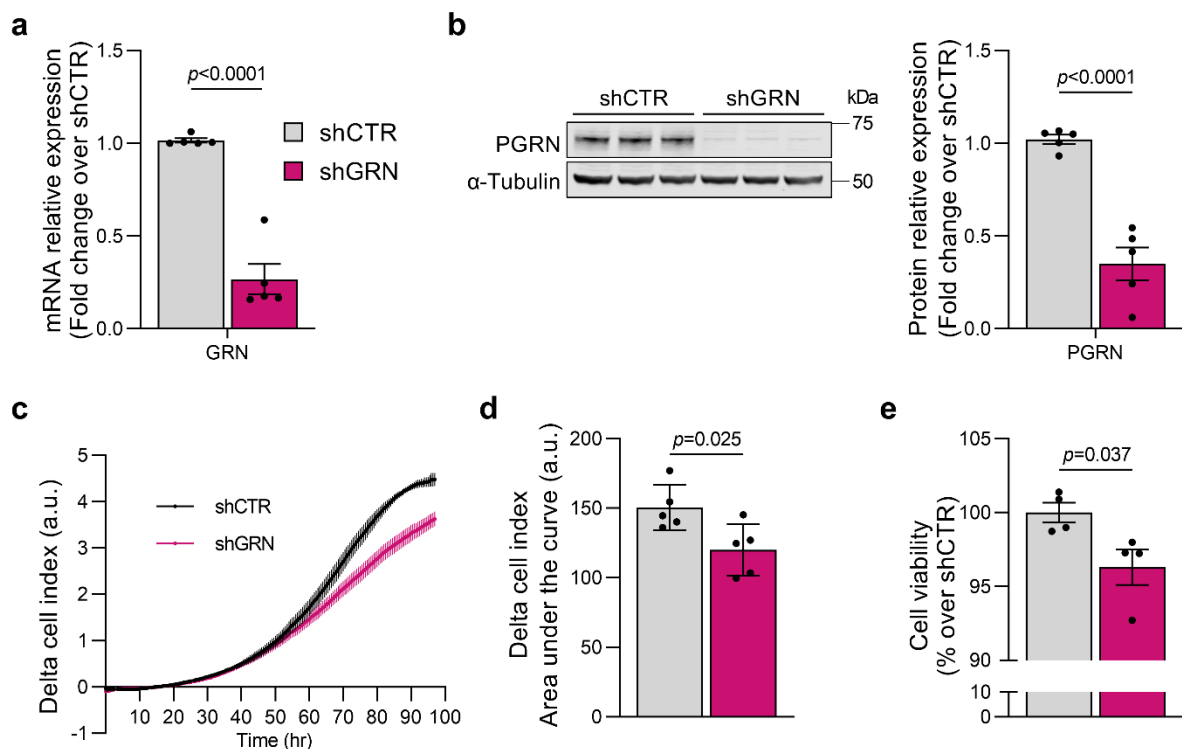 a
mRNA relative expression
(Fold change over shCTR)
1.5
1.0
0.5
0.0
p<0.0001
GRN
shCTR
shGRN
b
shCTR
shGRN
kDa
PGRN
75
α-Tubulin
50
Protein relative expression
(Fold change over shCTR)
1.5
1.0
0.5
0.0
p<0.0001
PGRN
c
Delta cell index (a.u.)
5
4
3
2
1
0
-1
shCTR
shGRN
10 20 30 40 50 60 70 80 90 100
Time (hr)
d
Delta cell index
Area under the curve (a.u.)
200
150
100
50
0
p=0.025
e
Cell viability
(% over shCTR)
105
100
95
90
10
0
p=0.037